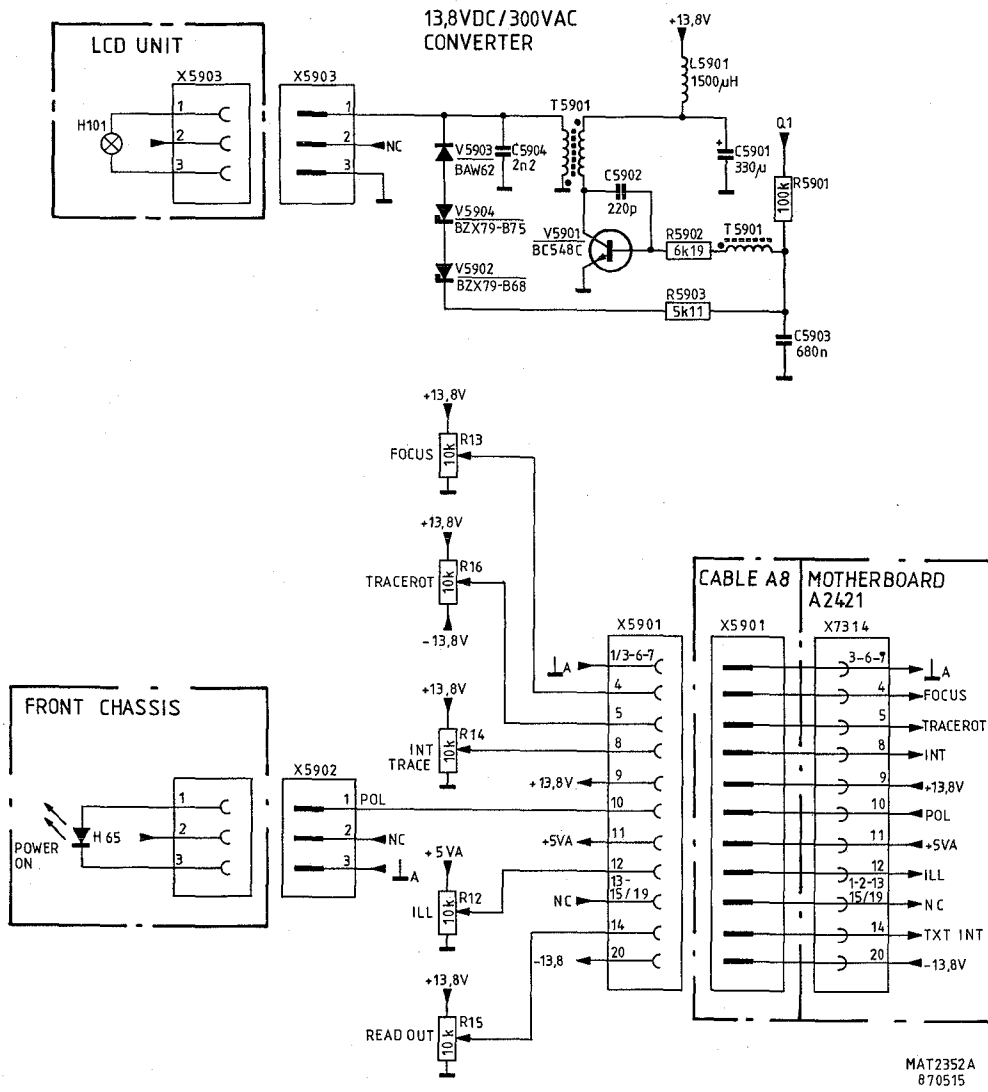 13,8VDC/300VAC
CONVERTER
LCD UNIT
X5903
1
2
3
H101
X5903
1
2
NC
3
V5903
BAW62
C5904
2n2
V5904
BZX79-B75
V5902
BZX79-B68
T5901
+13,8V
L5901
1500µH
C5901
+
330/u
C5902
220p
V5901
BC548C
R5902
6k19
T5901
Q1
R5901
100k
R5903
5k11
C5903
680n
+13,8V
R13
10k
FOCUS
+13,8V
R16
10k
TRACEROT
-13,8V
+13,8V
R14
10k
INT
TRACE
FRONT CHASSIS
1
2
3
H65
POWER
ON
X5902
1
POL
2
NC
3
A
+5VA
R12
10k
ILL
+13,8V
R15
10k
READ OUT
X5901
A
1/3-6-7
4
5
8
+13,8V
9
10
+5VA
11
12
13-
NC
15/19
14
-13,8
20
CABLE A8
X5901
MOTHERBOARD
A2421
X7314
3-6-7
A
4
FOCUS
5
TRACEROT
8
INT
9
+13,8V
10
POL
11
+5VA
12
ILL
1-2-13
15/19
NC
14
TXT INT
20
-13,8V
MAT2352A
870515